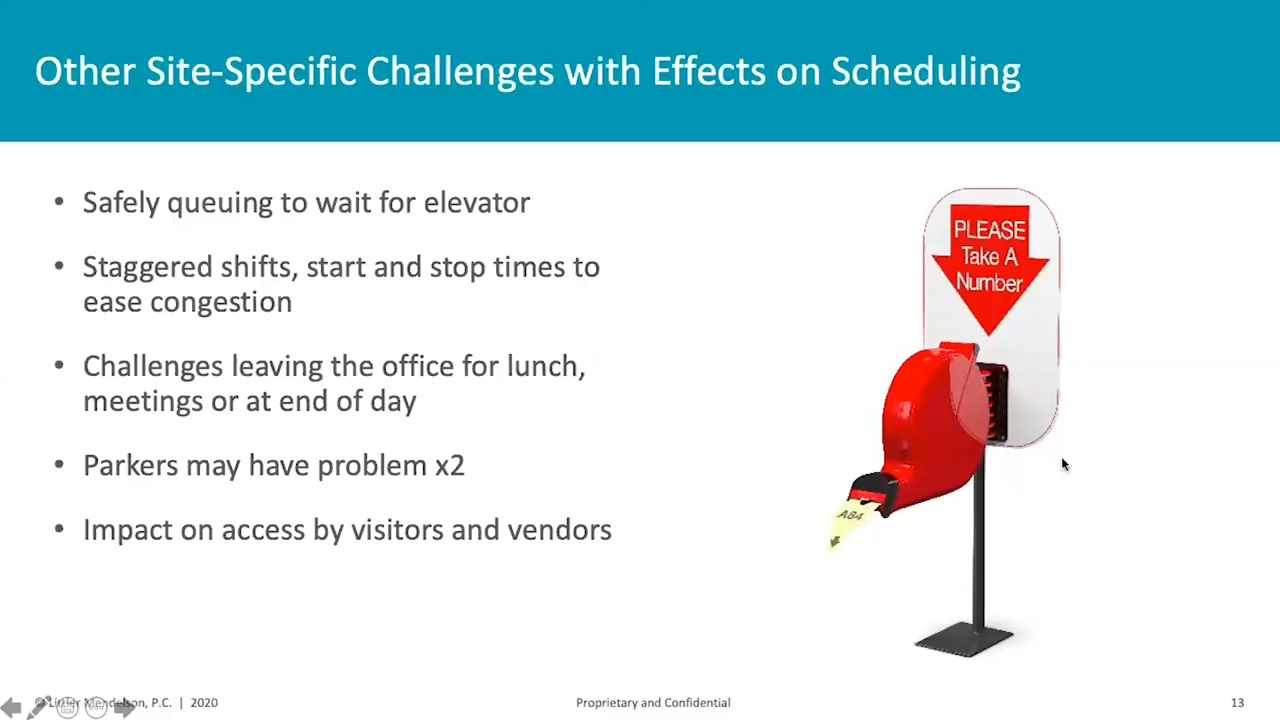 Other Site-Specific Challenges with Effects on Scheduling
• Safely queuing to wait for elevator
• Staggered shifts, start and stop times to
ease congestion
• Challenges leaving the office for lunch,
meetings or at end of day
• Parkers may have problem x2
• Impact on access by visitors and vendors
PLEASE
Take A
Number
A84
© Littler Mendelson, P.C. | 2020
Proprietary and Confidential
13